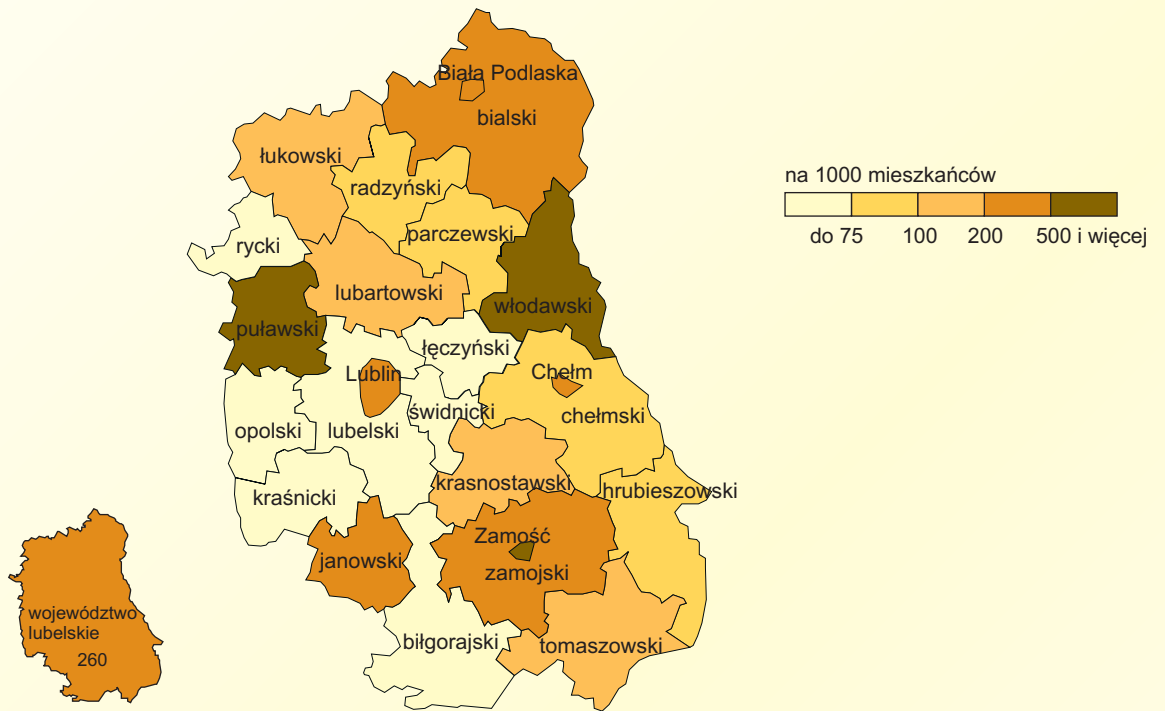 Biała Podlaska
bialski
łukowski
radzyński
na 1000 mieszkańców
do 75 100 200 500 i więcej
rycki
parczewski
lubartowski
włodawski
puławski
łęczyński
Lublin
Chełm
świdnicki
chełmski
opolski
lubelski
kraśnicki
krasnostawski
hrubieszowski
Zamość
janowski
zamojski
biłgorajski
tomaszowski
województwo
lubelskie
260